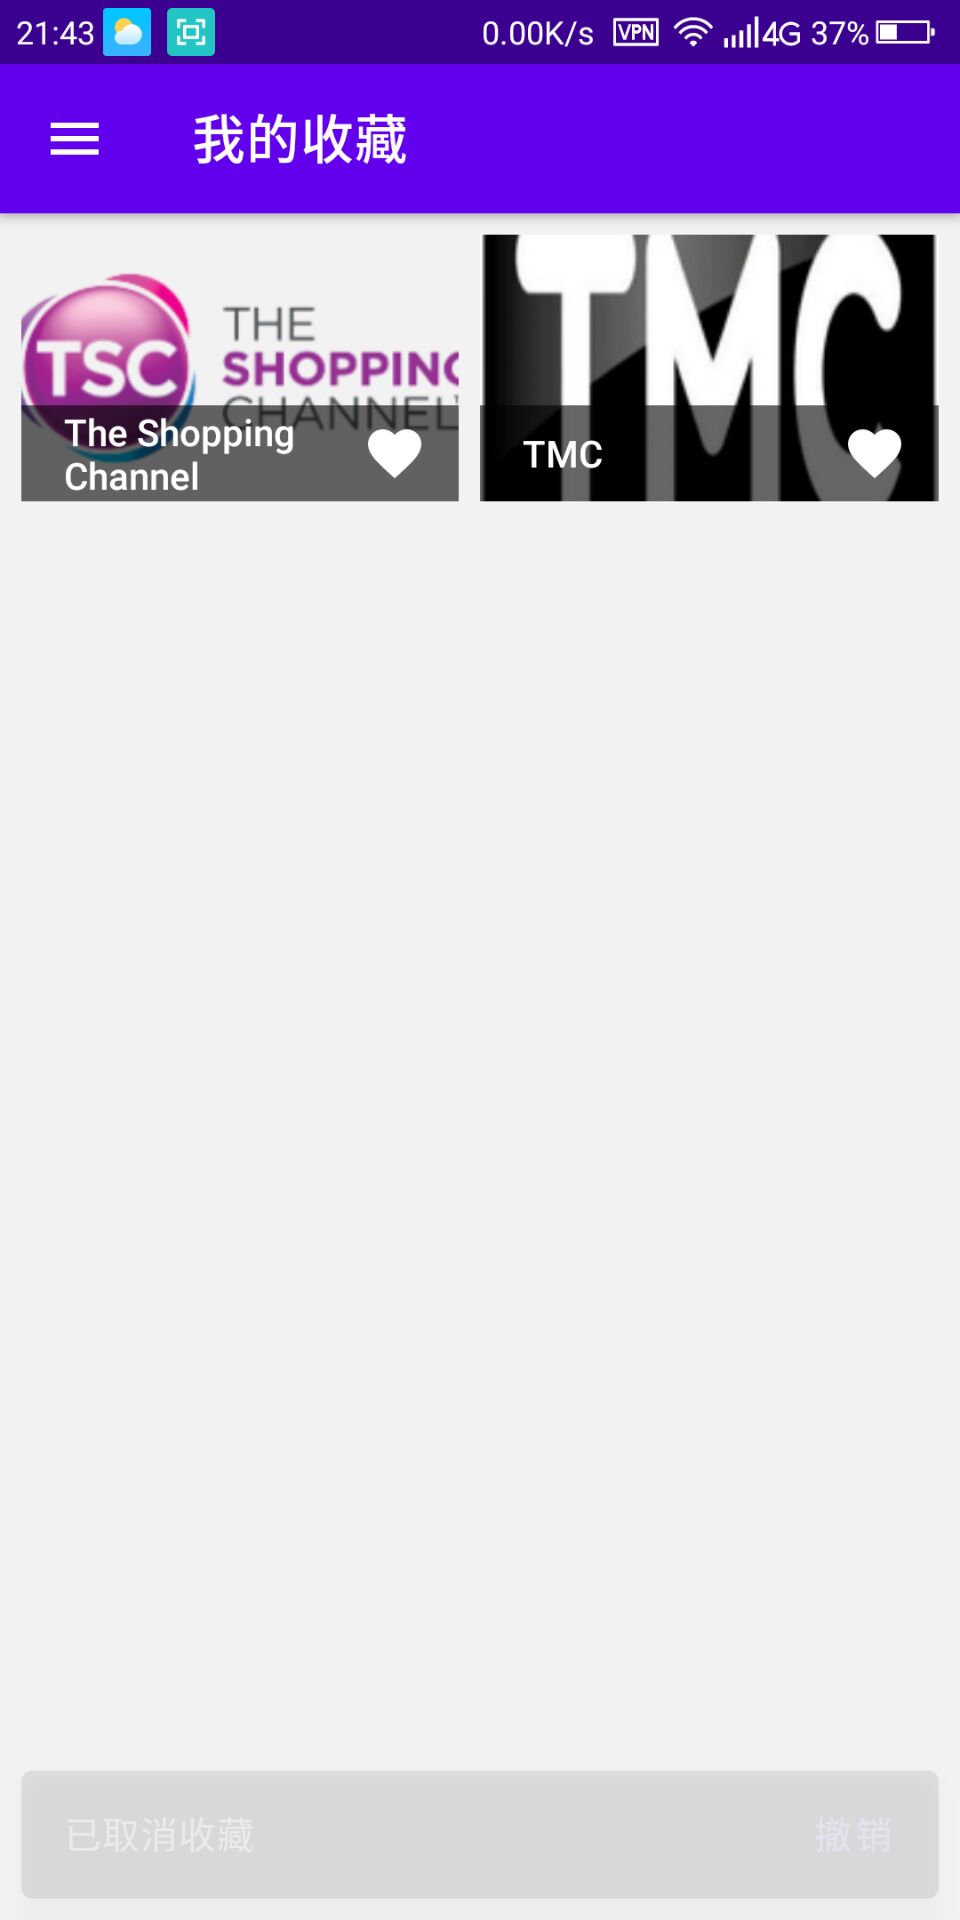 21:43 0.00K/s VPN 4G 37%
我的收藏
TSC THE
SHOPPING
CHANNEL
The Shopping
Channel
TMC
TMC
已取消收藏 撤销